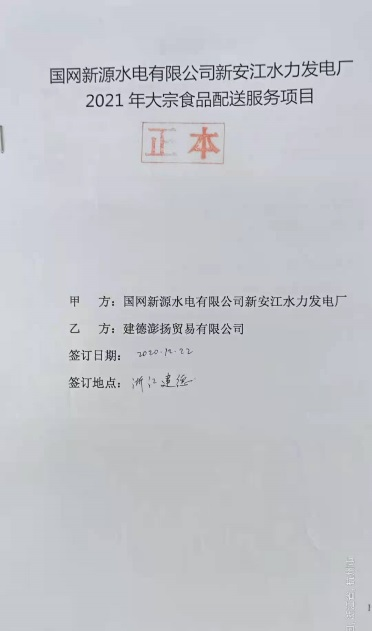 国网新源水电有限公司新安江水力发电厂
2021 年大宗食品配送服务项目
正本
甲 方：国网新源水电有限公司新安江水力发电厂
乙 方：建德澎扬贸易有限公司
签订日期： 2020.12.22
签订地点： 浙江建德